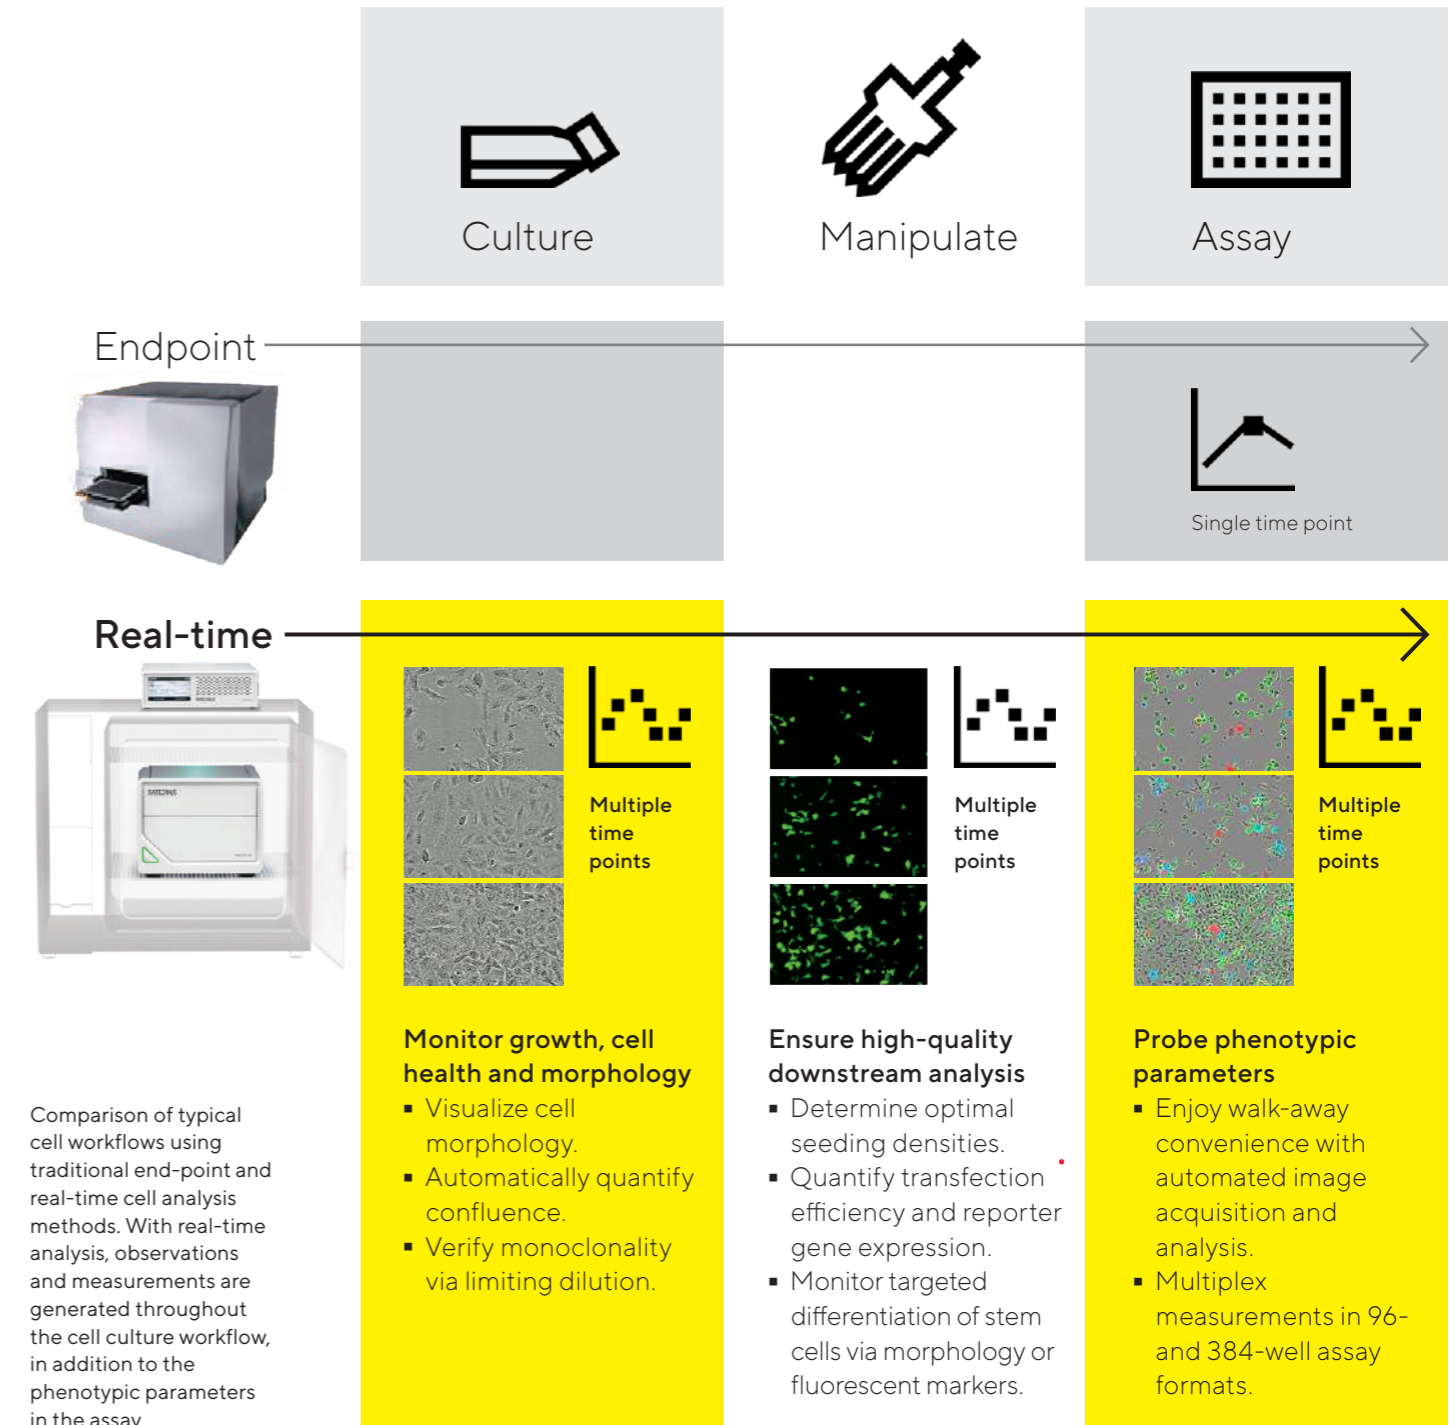 Culture
Manipulate
Assay
Endpoint
Single time point
Real-time
SARTORIUS
Multiple
time
points
Multiple
time
points
Multiple
time
points
Monitor growth, cell
health and morphology
▪ Visualize cell
morphology.
▪ Automatically quantify
confluence.
▪ Verify monoclonality
via limiting dilution.
Ensure high-quality
downstream analysis
▪ Determine optimal
seeding densities.
▪ Quantify transfection
efficiency and reporter
gene expression.
▪ Monitor targeted
differentiation of stem
cells via morphology or
fluorescent markers.
Probe phenotypic
parameters
▪ Enjoy walk-away
convenience with
automated image
acquisition and
analysis.
▪ Multiplex
measurements in 96-
and 384-well assay
formats.
Comparison of typical
cell workflows using
traditional end-point and
real-time cell analysis
methods. With real-time
analysis, observations
and measurements are
generated throughout
the cell culture workflow,
in addition to the
phenotypic parameters
in the assay